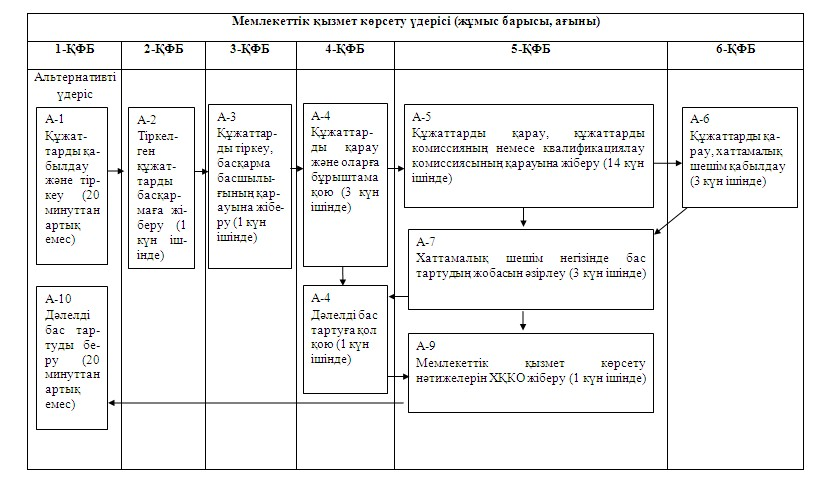 Мемлекеттік қызмет көрсету үдерісі (жұмыс барысы, ағыны)
1-ҚФБ
2-ҚФБ
3-ҚФБ
4-ҚФБ
5-ҚФБ
6-ҚФБ
Альтернативті
үдеріс
А-1
Құжат-
тарды қа-
былдау
және тір-
кеу (20
минуттан
артық
емес)
А-2
Тіркел-
ген
құжат-
тарды
басқар-
маға жі-
беру (1
күн іш-
інде)
А-3
Құжаттар-
ды тіркеу,
басқарма
басшылы-
ғының қар-
ауына жібе-
ру (1 күн
ішінде)
А-4
Құжаттар-
ды қарау
және оларға
бұрыштама
қою (3 күн
ішінде)
А-5
Құжаттарды қарау, құжаттарды
комиссияның немесе квалификациялау
комиссиясының қарауына жіберу (14 күн
ішінде)
А-6
Құжаттарды қа-
рау, хаттамалық
шешім қабылдау
(3 күн ішінде)
А-7
Хаттамалық шешім негізінде бас
тартудың жобасын әзірлеу (3 күн ішінде)
А-10
Дәлелді
бас тар-
туды бе-
ру (20
минуттан
артық
емес)
А-4
Дәлелді бас
тартуға қол
қою (1 күн
ішінде)
А-9
Мемлекеттік қызмет көрсету
нәтижелерін ХҚКО жіберу (1 күн ішінде)